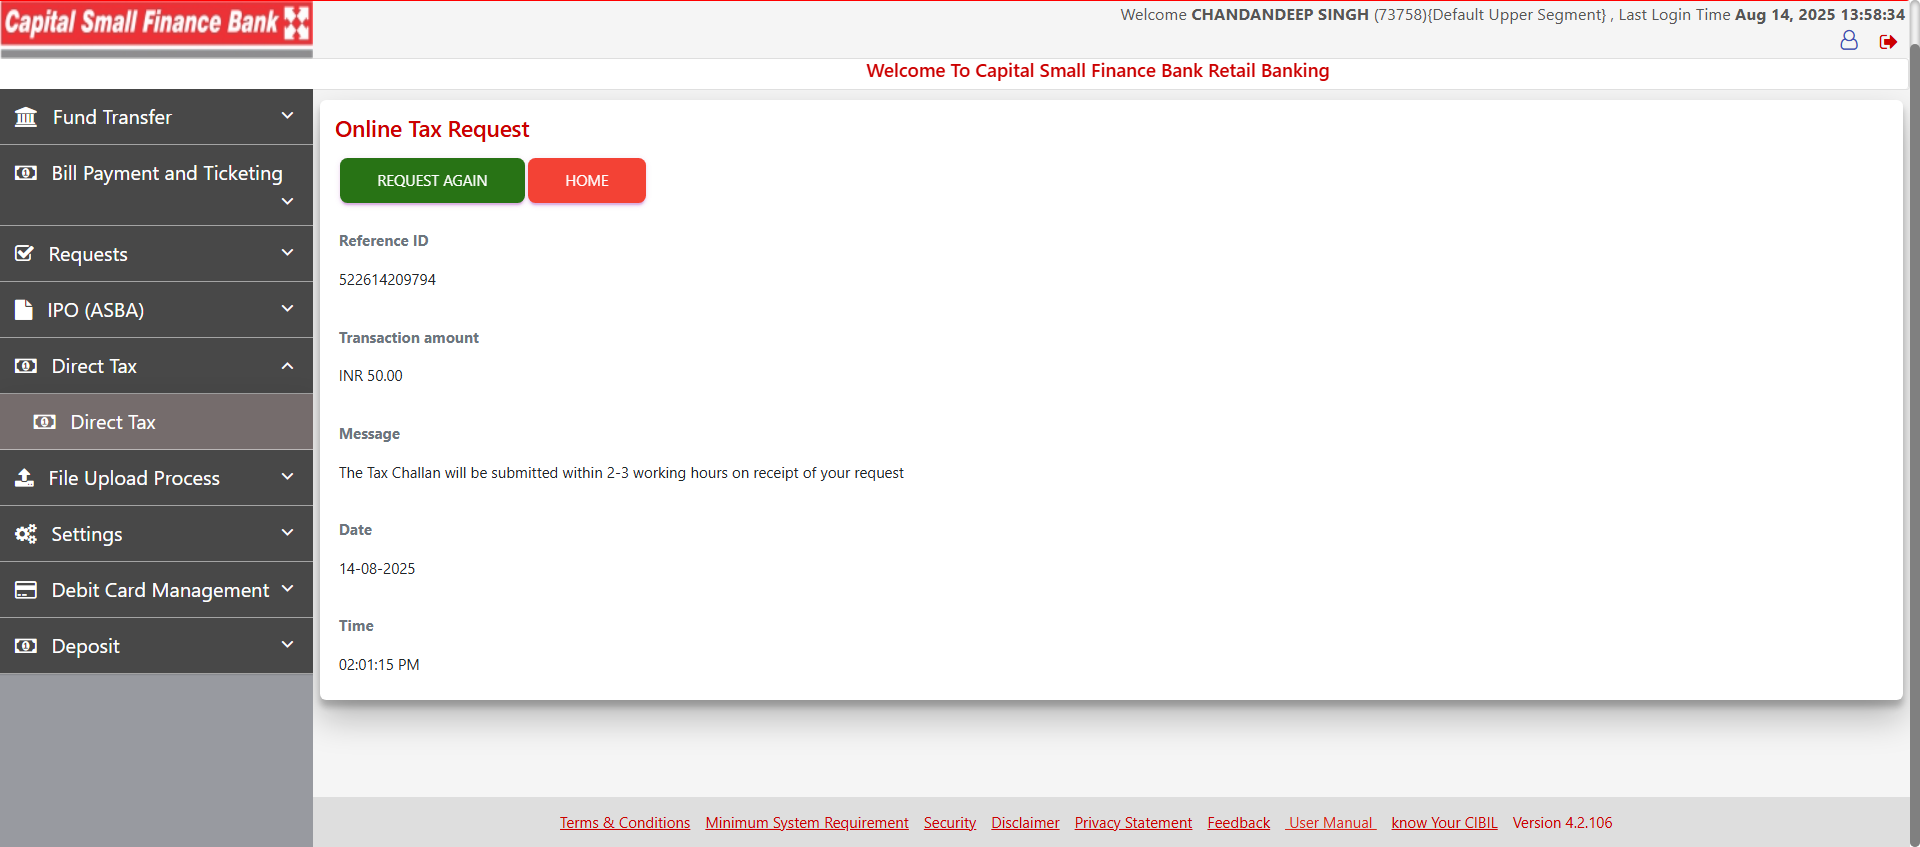 Capital Small Finance Bank
Welcome CHANDANDEEP SINGH (73758){Default Upper Segment} , Last Login Time Aug 14, 2025 13:58:34
Welcome To Capital Small Finance Bank Retail Banking
Fund Transfer
Bill Payment and Ticketing
Requests
IPO (ASBA)
Direct Tax
Direct Tax
File Upload Process
Settings
Debit Card Management
Deposit
Online Tax Request
REQUEST AGAIN HOME
Reference ID
522614209794
Transaction amount
INR 50.00
Message
The Tax Challan will be submitted within 2-3 working hours on receipt of your request
Date
14-08-2025
Time
02:01:15 PM
Terms & Conditions Minimum System Requirement Security Disclaimer Privacy Statement Feedback User Manual know Your CIBIL Version 4.2.106